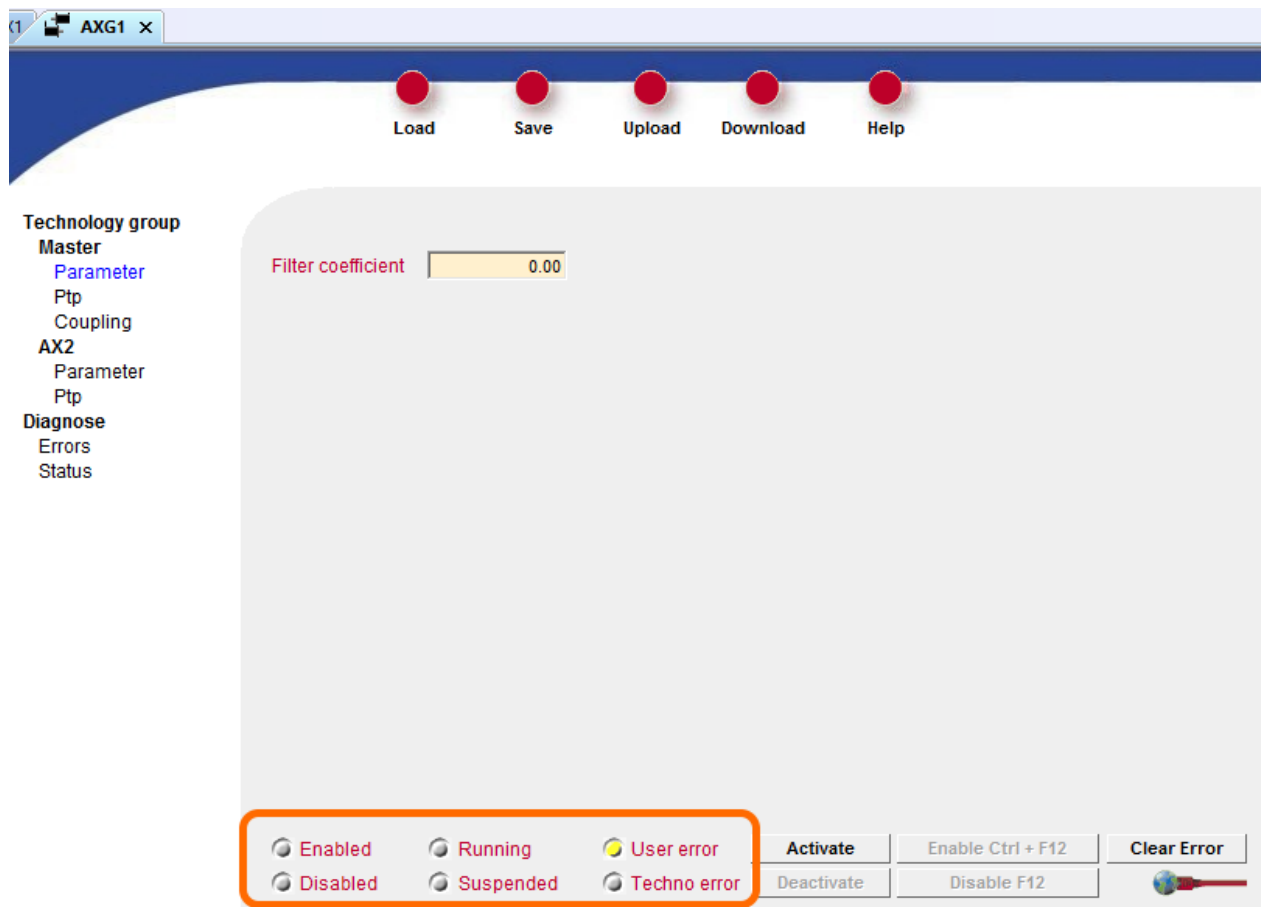 X1 AXG1 ×
Load Save Upload Download Help
Technology group
Master
Parameter
Ptp
Coupling
AX2
Parameter
Ptp
Diagnose
Errors
Status
Filter coefficient 0.00
Enabled Running User error Activate Enable Ctrl + F12 Clear Error
Disabled Suspended Techno error Deactivate Disable F12